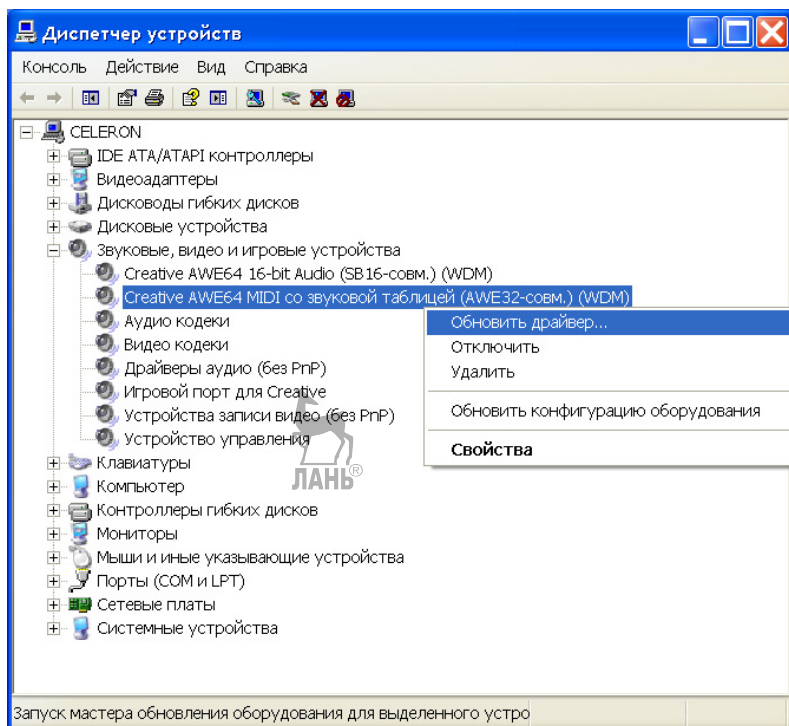 Диспетчер устройств
Консоль Действие Вид Справка
CELERON
IDE ATA/ATAPI контроллеры
Видеоадаптеры
Дисководы гибких дисков
Дисковые устройства
Звуковые, видео и игровые устройства
Creative AWE64 16-bit Audio (SB16-совм.) (WDM)
Creative AWE64 MIDI со звуковой таблицей (AWE32-совм.) (WDM)
Аудио кодеки
Видео кодеки
Драйверы аудио (без PnP)
Игровой порт для Creative
Устройства записи видео (без PnP)
Устройство управления
Клавиатуры
Компьютер
Контроллеры гибких дисков
Мониторы
Мыши и иные указывающие устройства
Порты (COM и LPT)
Сетевые платы
Системные устройства
Обновить драйвер...
Отключить
Удалить
Обновить конфигурацию оборудования
Свойства
ЛАНЬ®
Запуск мастера обновления оборудования для выделенного устро